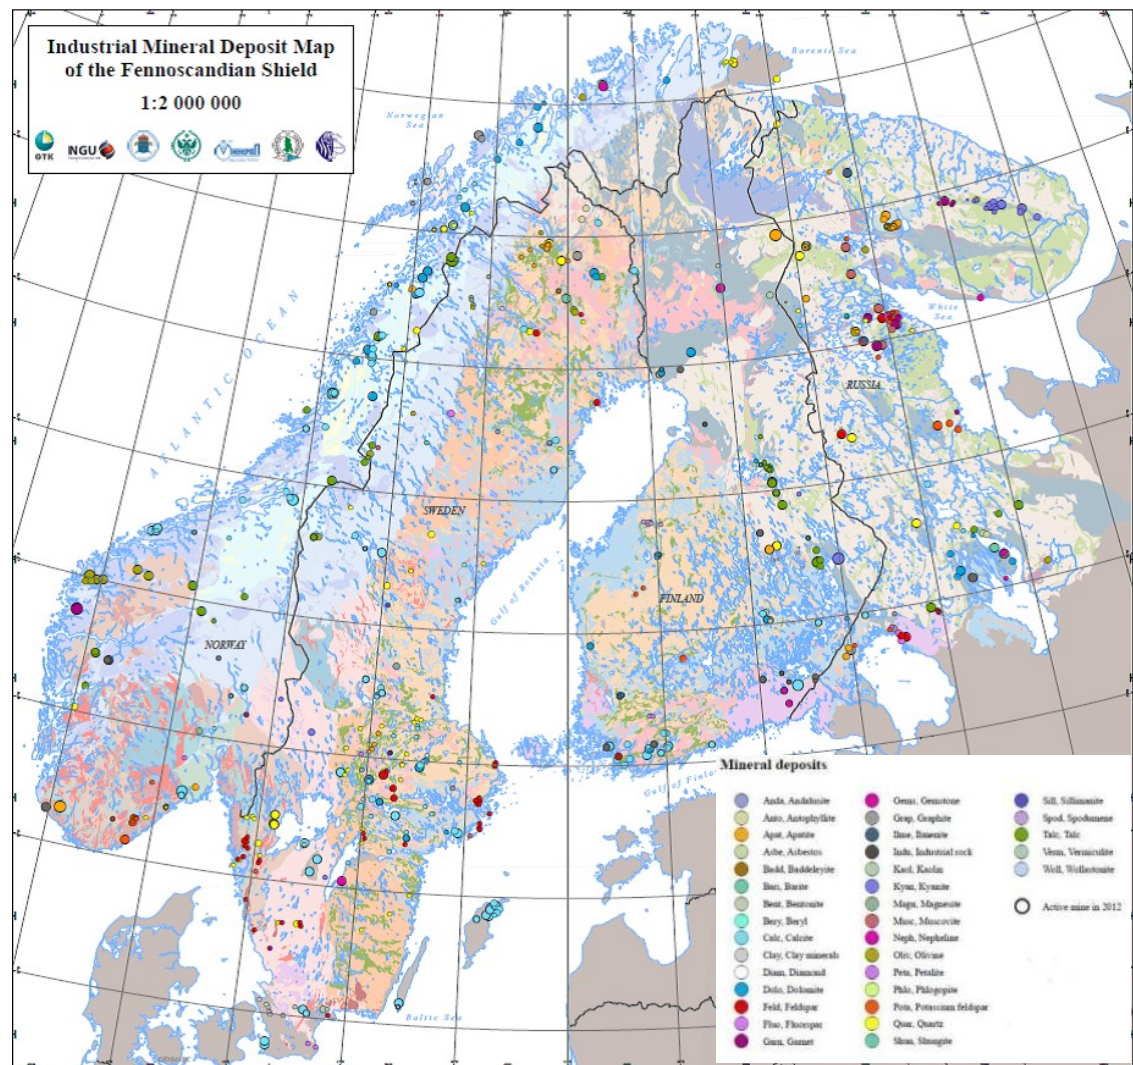 Industrial Mineral Deposit Map
of the Fennoscandian Shield
1:2 000 000
GTK
NGU
Barents Sea
Norwegian
Sea
White
Sea
ATLANTIC OCEAN
RUSSIA
SWEDEN
FINLAND
NORWAY
Gulf of Bothnia
Gulf of Finland
Baltic Sea
DENMARK
Mineral deposits
Anda, Andalusite
Anto, Antophyllite
Apat, Apatite
Asbe, Asbestos
Badd, Baddeleyite
Bari, Barite
Bent, Bentonite
Bery, Beryl
Calc, Calcite
Clay, Clay minerals
Diam, Diamond
Dolo, Dolomite
Feld, Feldspar
Fluo, Fluorspar
Garn, Garnet
Gems, Gemstone
Grap, Graphite
Ilme, Ilmenite
Indu, Industrial rock
Kaol, Kaolin
Kyan, Kyanite
Magn, Magnesite
Musc, Muscovite
Neph, Nepheline
Oliv, Olivine
Peta, Petalite
Phlo, Phlogopite
Pota, Potassium feldspar
Quar, Quartz
Shun, Shungite
Sill, Sillimanite
Spod, Spodumene
Talc, Talc
Verm, Vermiculite
Woll, Wollastonite
Active mine in 2012